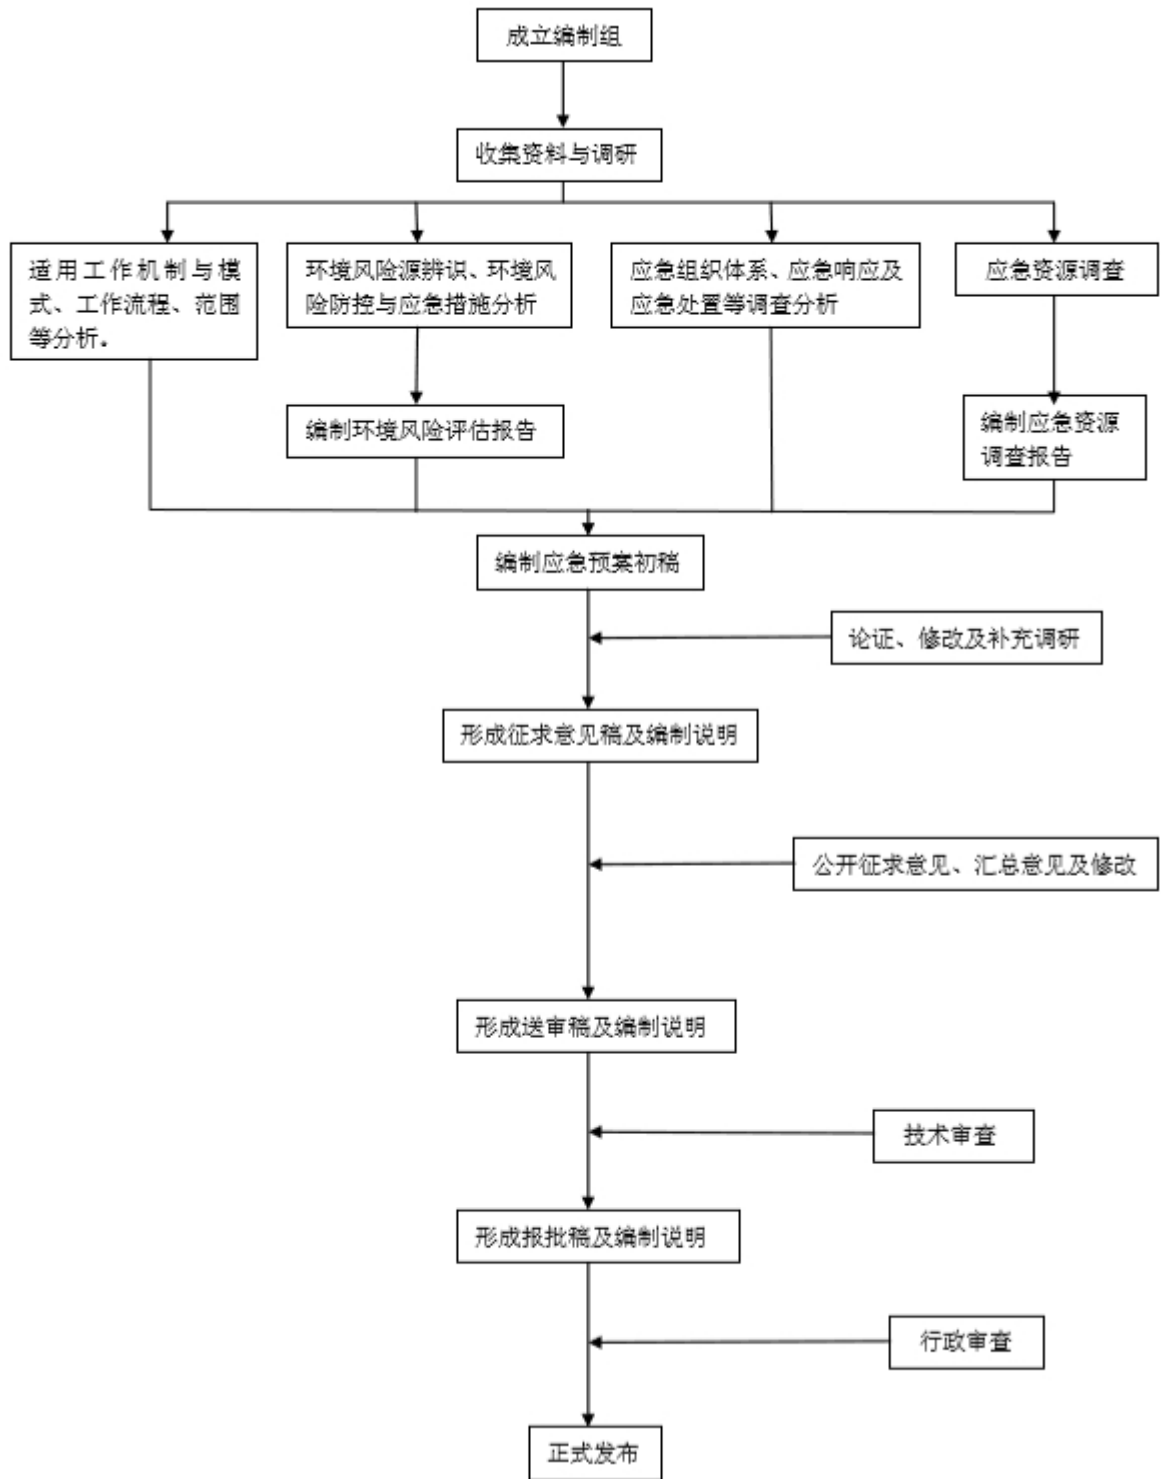 成立编制组
收集资料与调研
适用工作机制与模
式、工作流程、范围
等分析。
环境风险源辨识、环境风
险防控与应急措施分析
应急组织体系、应急响应及
应急处置等调查分析
应急资源调查
编制环境风险评估报告
编制应急资源
调查报告
编制应急预案初稿
论证、修改及补充调研
形成征求意见稿及编制说明
公开征求意见、汇总意见及修改
形成送审稿及编制说明
技术审查
形成报批稿及编制说明
行政审查
正式发布